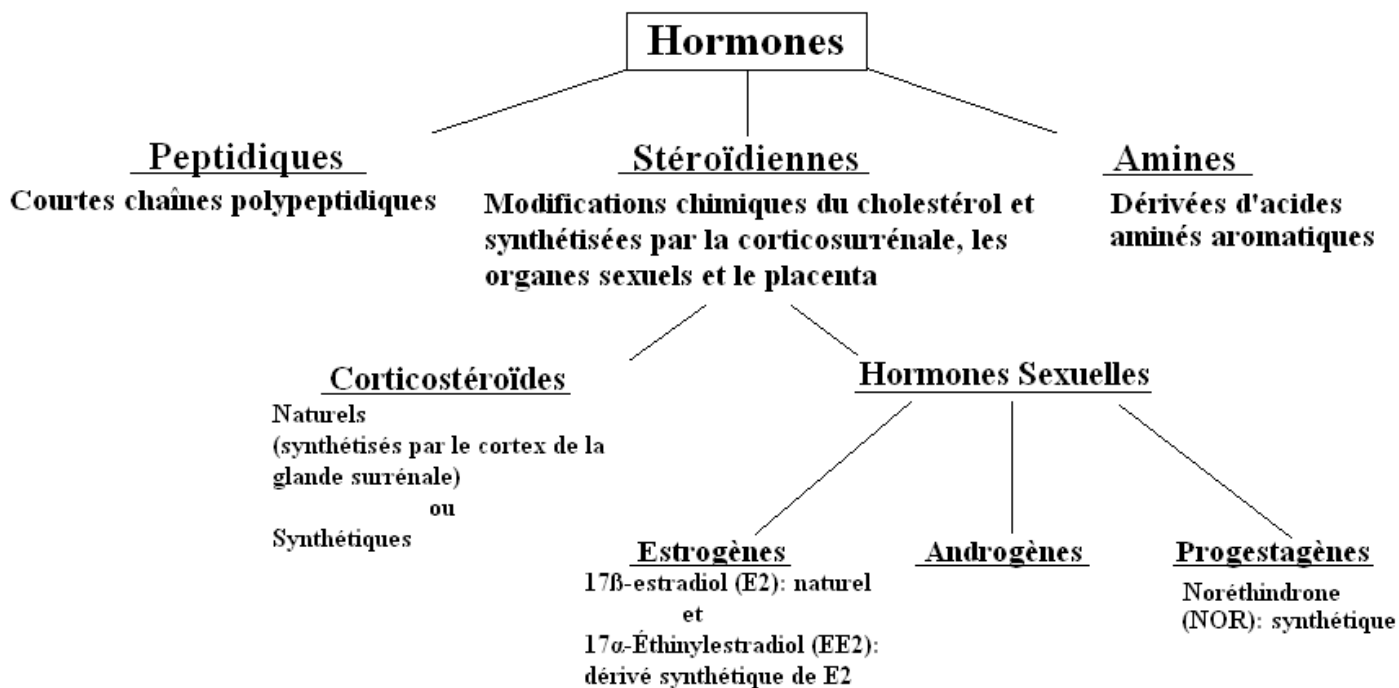 Hormones
Peptidiques
Courtes chaînes polypeptidiques
Stéroïdiennes
Modifications chimiques du cholestérol et
synthétisées par la corticosurrénale, les
organes sexuels et le placenta
Amines
Dérivées d'acides
aminés aromatiques
Corticostéroïdes
Naturels
(synthétisés par le cortex de la
glande surrénale)
ou
Synthétiques
Hormones Sexuelles
Estrogènes
17ß-estradiol (E2): naturel
et
17α-Éthinylestradiol (EE2):
dérivé synthétique de E2
Androgènes
Progestagènes
Noréthindrone
(NOR): synthétique